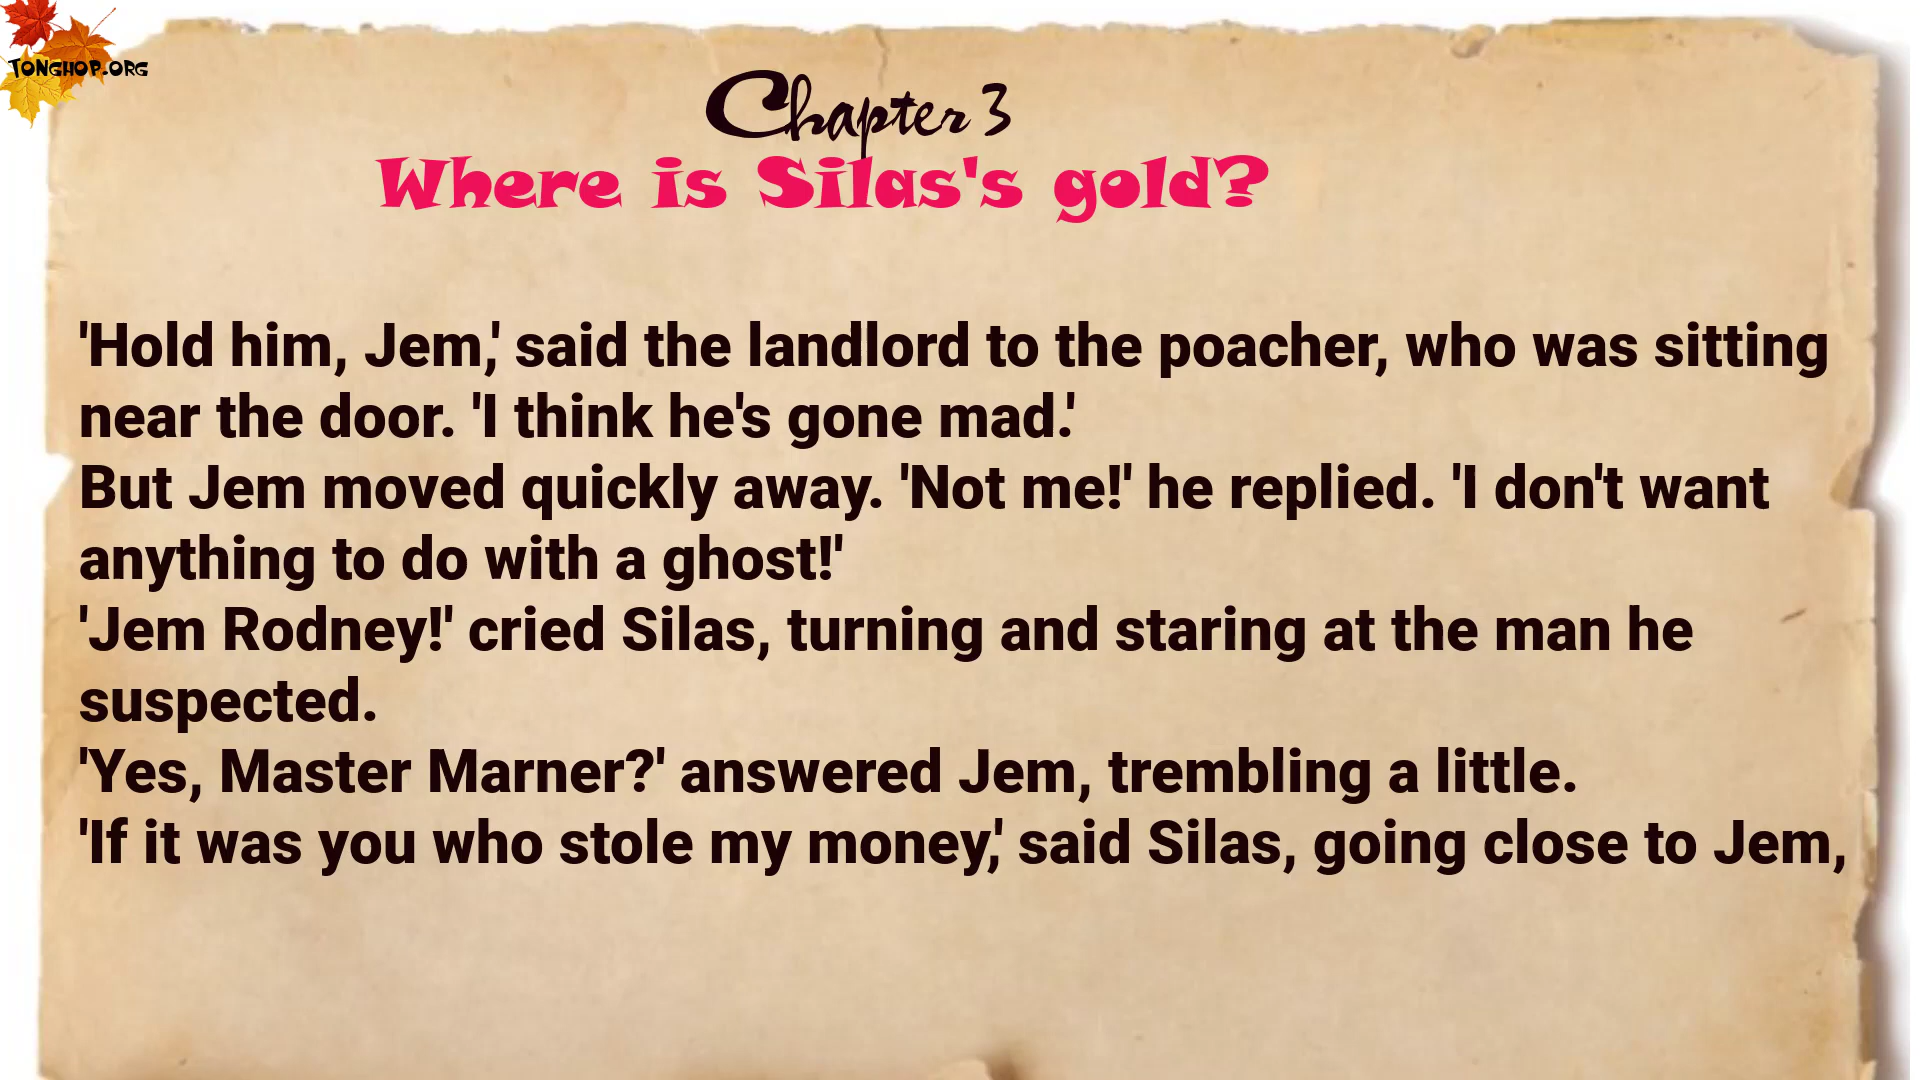 TONGHOP.ORG
Chapter 3
Where is Silas's gold?
'Hold him, Jem,' said the landlord to the poacher, who was sitting
near the door. 'I think he's gone mad.'
But Jem moved quickly away. 'Not me!' he replied. 'I don't want
anything to do with a ghost!'
'Jem Rodney!' cried Silas, turning and staring at the man he
suspected.
'Yes, Master Marner?' answered Jem, trembling a little.
'If it was you who stole my money,' said Silas, going close to Jem,